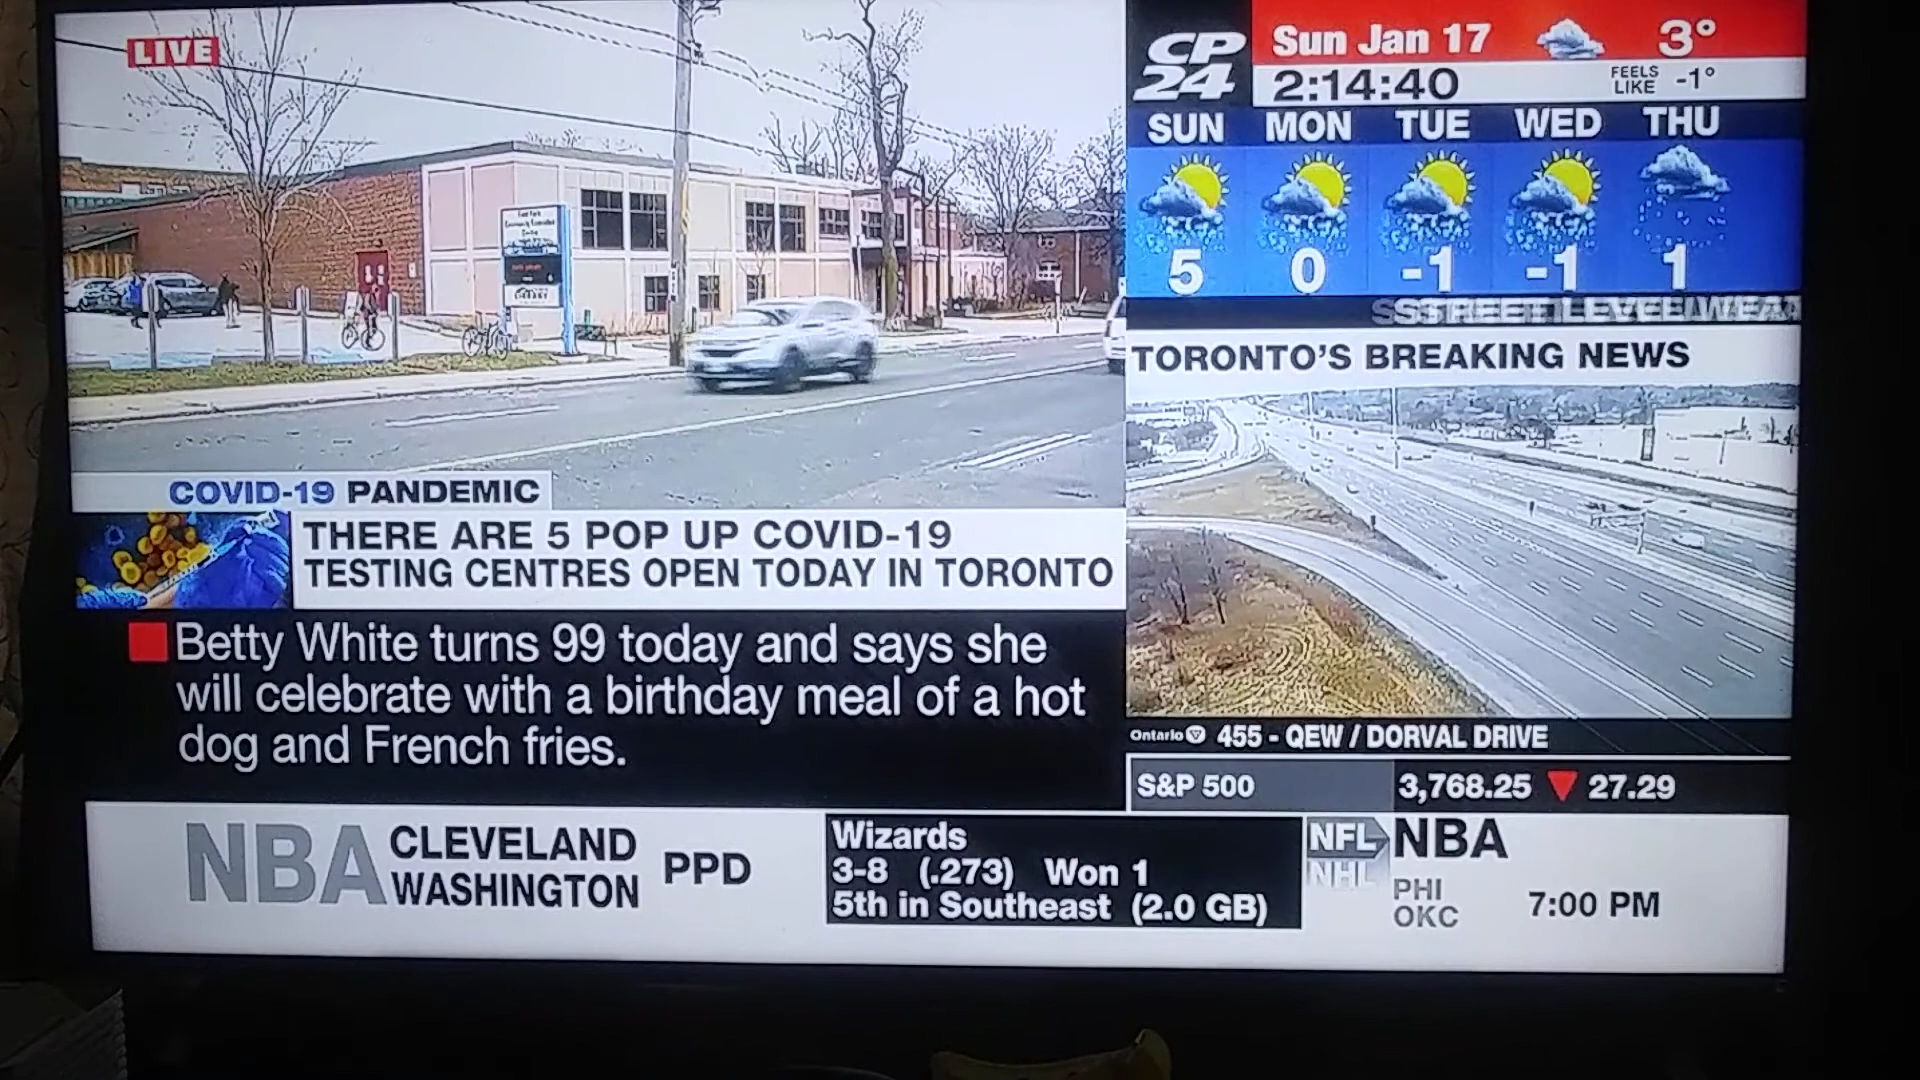 LIVE
COVID-19 PANDEMIC
THERE ARE 5 POP UP COVID-19
TESTING CENTRES OPEN TODAY IN TORONTO
Betty White turns 99 today and says she
will celebrate with a birthday meal of a hot
dog and French fries.
CP
24
Sun Jan 17
3°
2:14:40
FEELS
LIKE
-1°
SUN MON TUE WED THU
5 0 -1 -1 1
TORONTO'S BREAKING NEWS
Ontario 455 - QEW / DORVAL DRIVE
S&P 500 3,768.25 ▼ 27.29
NBA
CLEVELAND
WASHINGTON
PPD
Wizards
3-8 (.273) Won 1
5th in Southeast (2.0 GB)
NFL
NHL
NBA
PHI
OKC
7:00 PM